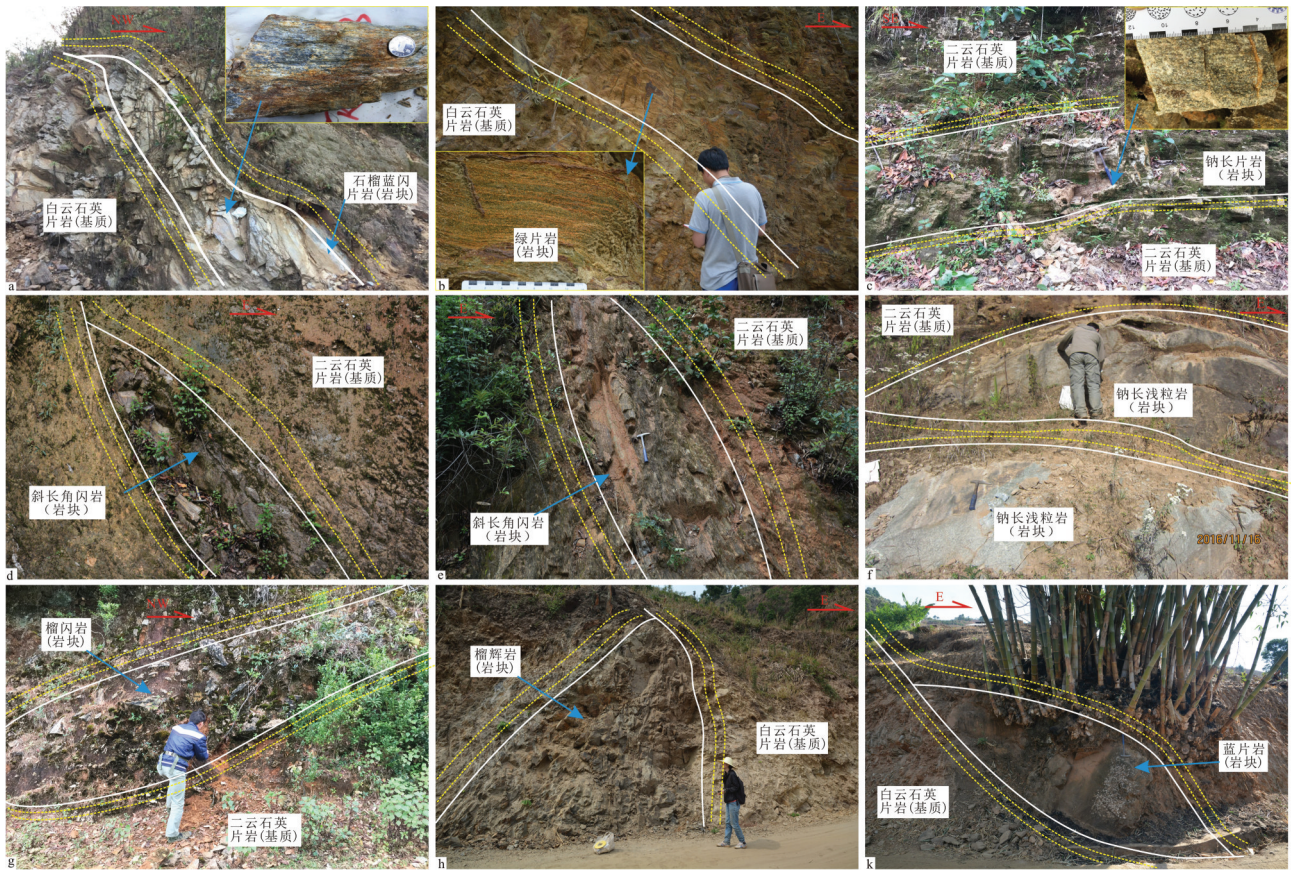 NW
白云石英
片岩(基质)
石榴蓝闪
片岩(岩块)
a
E
白云石英
片岩(基质)
绿片岩
(岩块)
b
二云石英
片岩(基质)
钠长片岩
(岩块)
二云石英
片岩(基质)
c
二云石英
片岩(基质)
斜长角闪岩
(岩块)
d
二云石英
片岩(基质)
斜长角闪岩
(岩块)
e
二云石英
片岩(基质)
钠长浅粒岩
(岩块)
钠长浅粒岩
(岩块)
2016/11/16
f
榴闪岩
(岩块)
二云石英
片岩(基质)
g
E
榴辉岩
(岩块)
白云石英
片岩(基质)
h
E
蓝片岩
(岩块)
白云石英
片岩(基质)
k